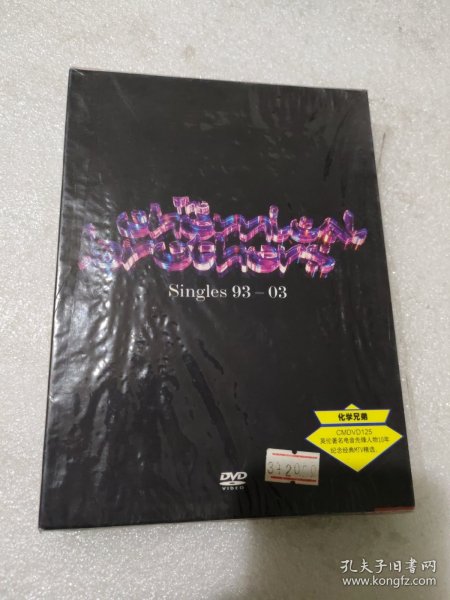 the
chemical
brothers
Singles 93 – 03
化学兄弟
CMDVD125
英伦著名电音先锋人物10年
纪念经典MTV精选
DVD
VIDEO
孔夫子旧书网
www.kongfz.com